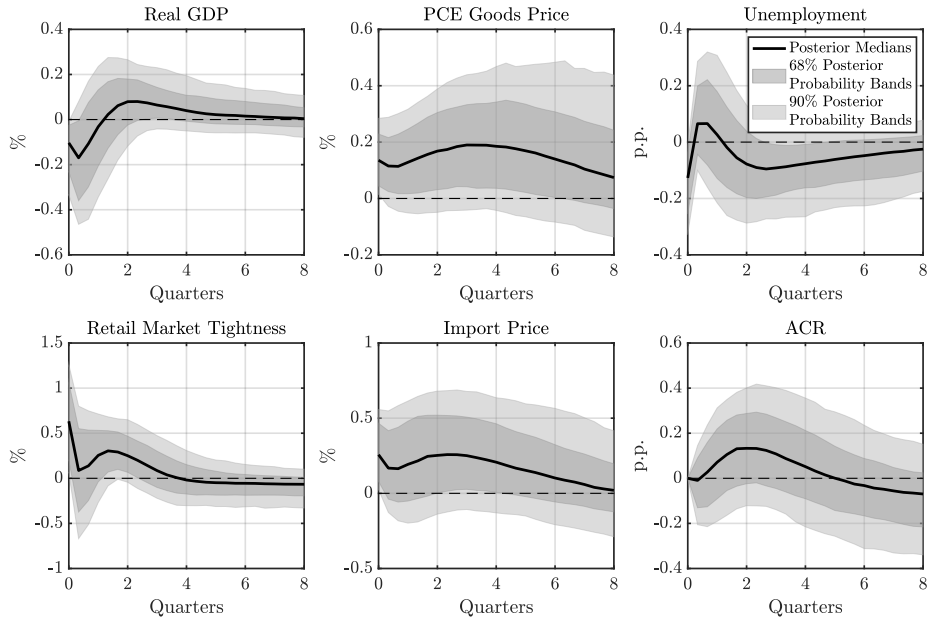 Real GDP
0.4
0.2
0
-0.2
-0.4
-0.6
%
0 2 4 6 8
Quarters
PCE Goods Price
0.6
0.4
0.2
0
-0.2
%
0 2 4 6 8
Quarters
Unemployment
0.4
0.2
0
-0.2
-0.4
p.p.
Posterior Medians
68% Posterior
Probability Bands
90% Posterior
Probability Bands
0 2 4 6 8
Quarters
Retail Market Tightness
1.5
1
0.5
0
-0.5
-1
%
0 2 4 6 8
Quarters
Import Price
1
0.5
0
-0.5
%
0 2 4 6 8
Quarters
ACR
0.6
0.4
0.2
0
-0.2
-0.4
p.p.
0 2 4 6 8
Quarters